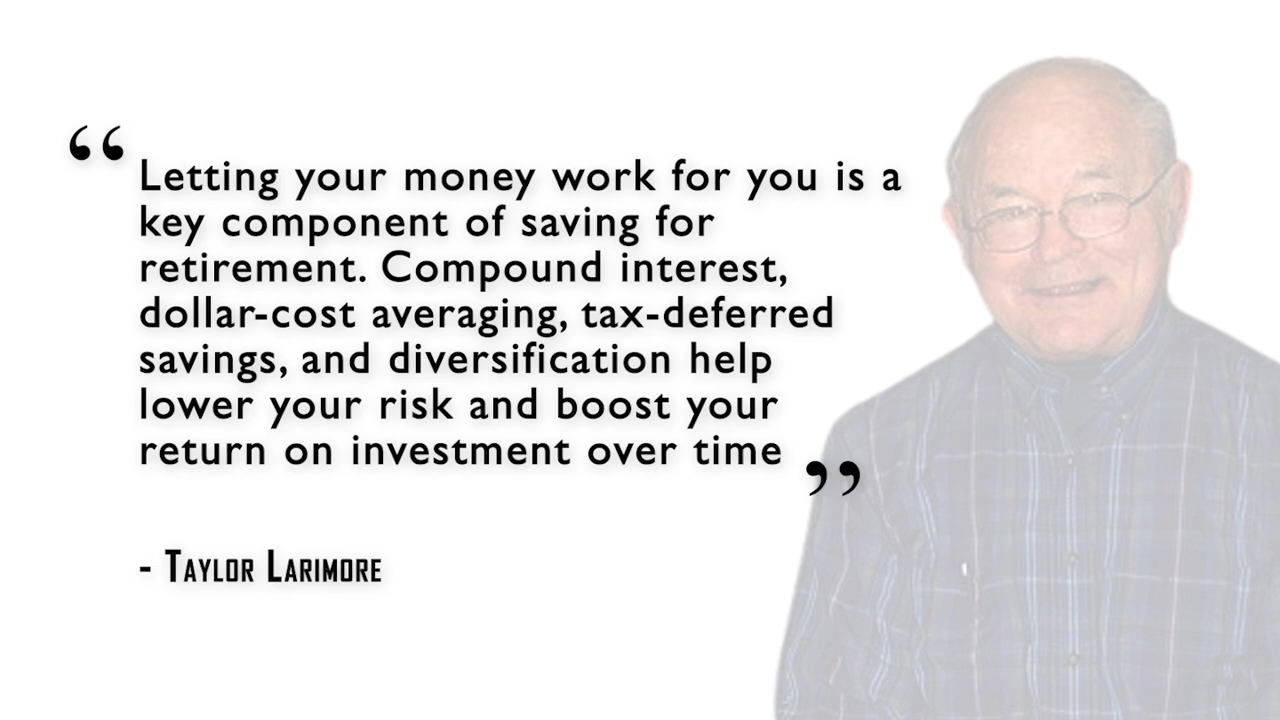 “ Letting your money work for you is a
key component of saving for
retirement. Compound interest,
dollar-cost averaging, tax-deferred
savings, and diversification help
lower your risk and boost your
return on investment over time ”
- Taylor Larimore